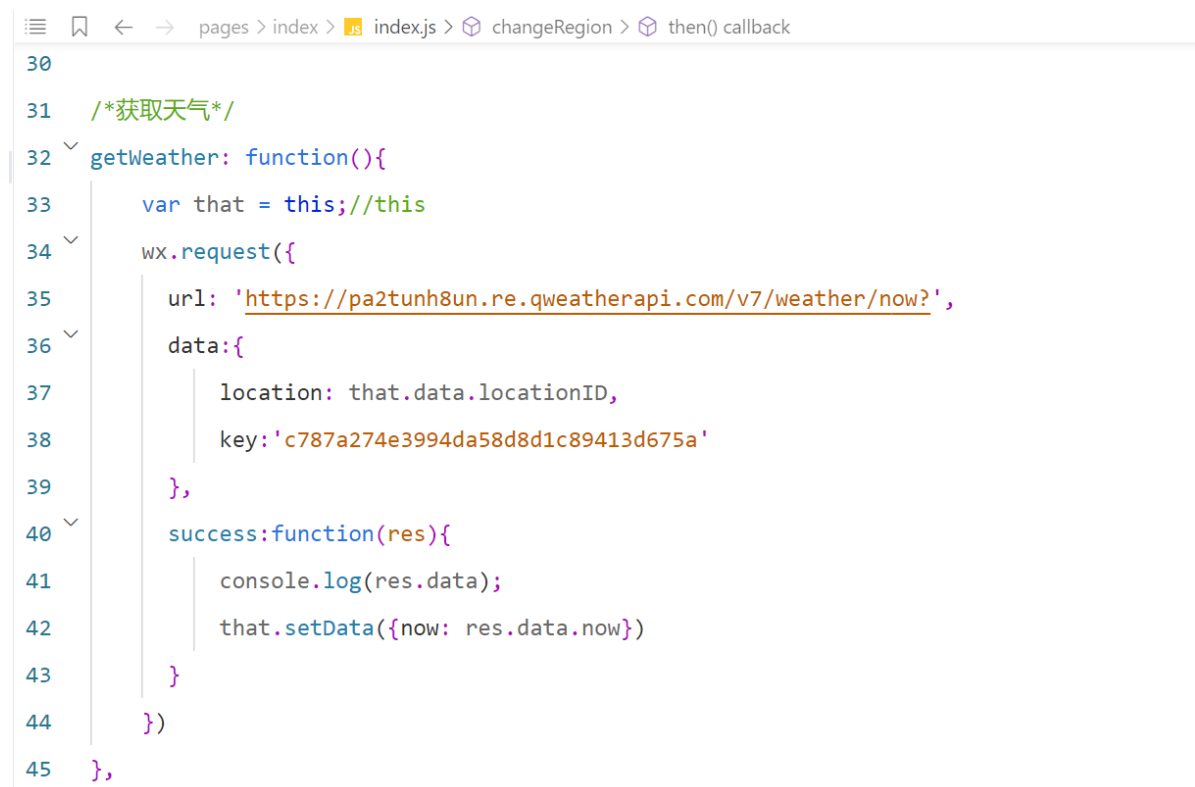 pages > index > JS index.js > changeRegion > then() callback
30
31 /*获取天气*/
32 getWeather: function(){
33 var that = this;//this
34 wx.request({
35 url: 'https://pa2tunh8un.re.qweatherapi.com/v7/weather/now?',
36 data:{
37 location: that.data.locationID,
38 key:'c787a274e3994da58d8d1c89413d675a'
39 },
40 success:function(res){
41 console.log(res.data);
42 that.setData({now: res.data.now})
43 }
44 })
45 },